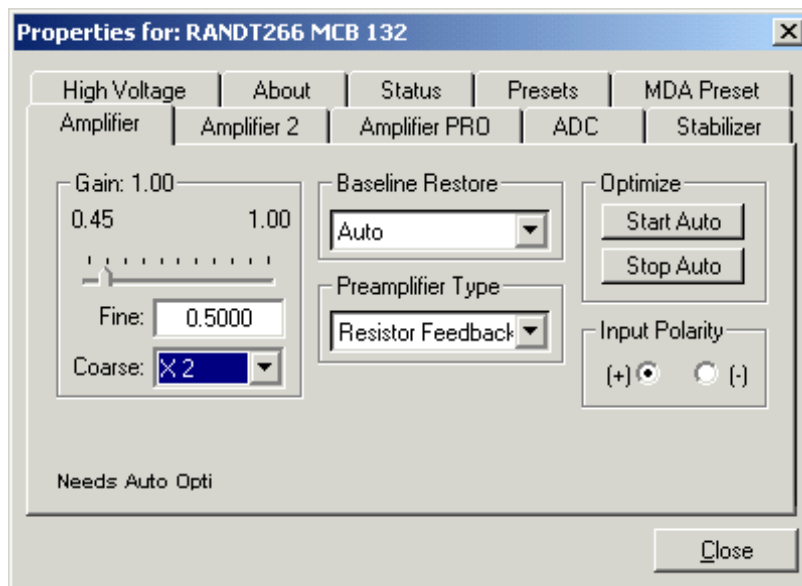 Properties for: RANDT266 MCB 132
High Voltage About Status Presets MDA Preset
Amplifier Amplifier 2 Amplifier PRO ADC Stabilizer
Gain: 1.00
0.45 1.00
Fine: 0.5000
Coarse: X 2
Baseline Restore
Auto
Preamplifier Type
Resistor Feedback
Optimize
Start Auto
Stop Auto
Input Polarity
(+) (-)
Needs Auto Opti
Close